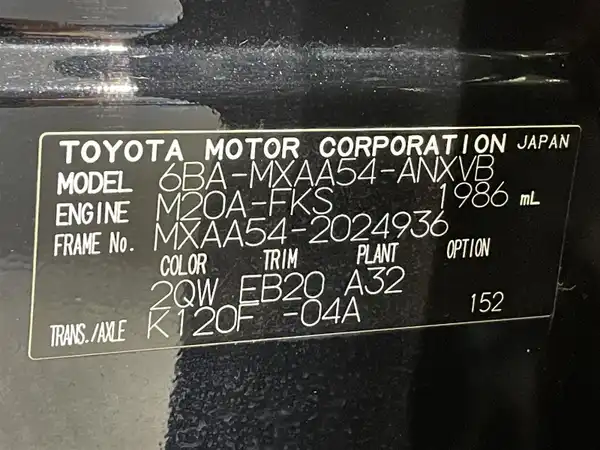 TOYOTA MOTOR CORPORATION JAPAN
MODEL 6BA-MXAA54-ANXVB
ENGINE M20A-FKS 1986 mL
FRAME No. MXAA54-2024936
COLOR TRIM PLANT OPTION
2QW EB20 A32
TRANS./AXLE K120F -04A 152